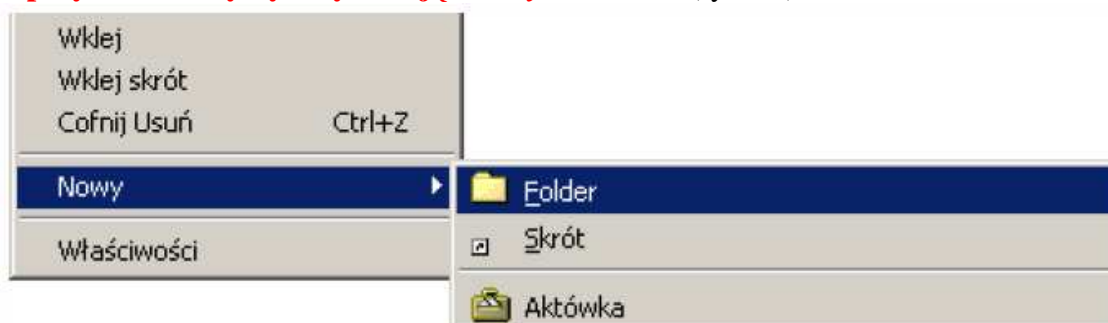 Wklej
Wklej skrót
Cofnij Usuń Ctrl+Z
Nowy
Folder
Skrót
Właściwości
Aktówka